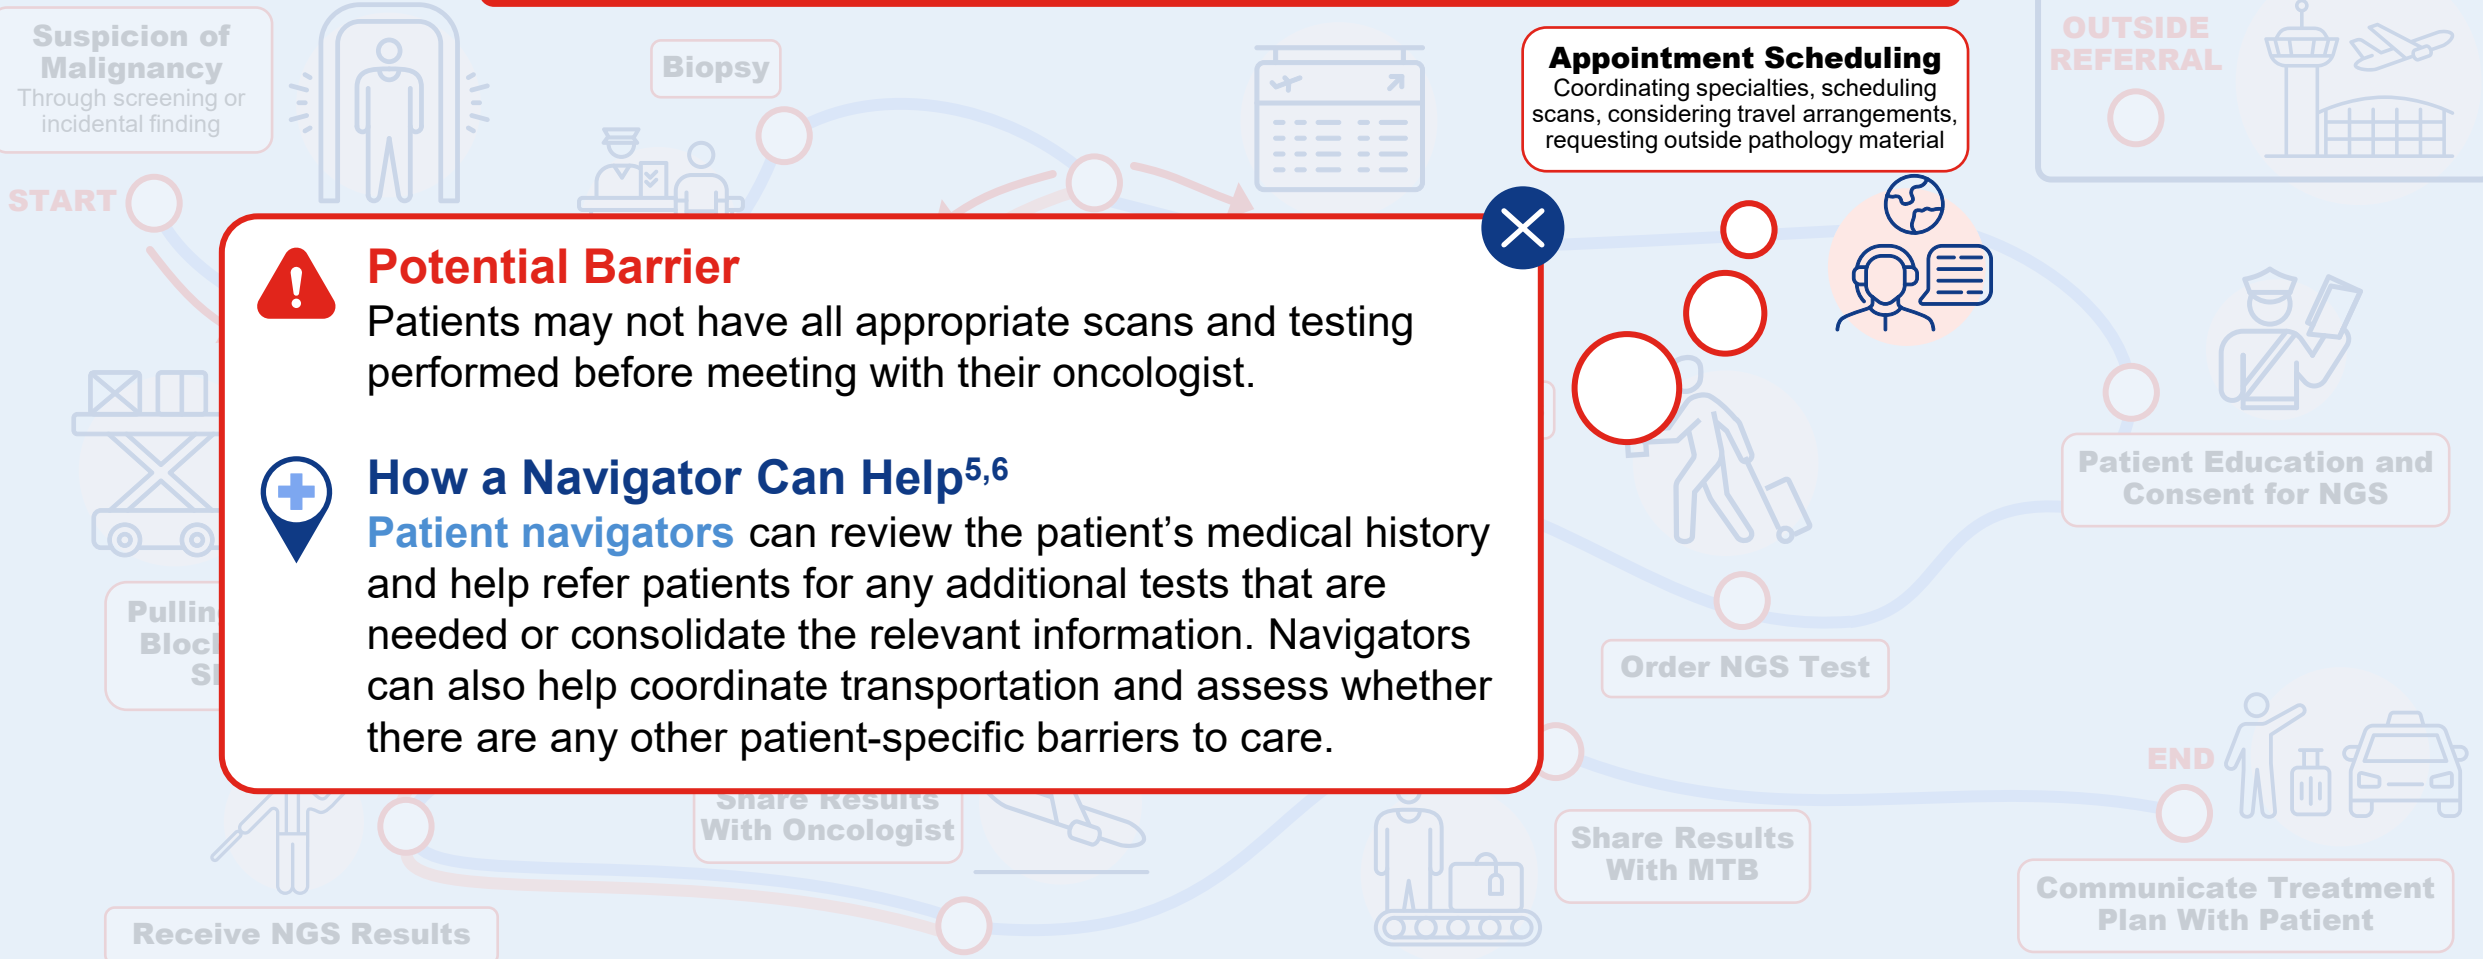 Suspicion of
Malignancy
Through screening or
incidental finding
START
Biopsy
Appointment Scheduling
Coordinating specialties, scheduling
scans, considering travel arrangements,
requesting outside pathology material
OUTSIDE
REFERRAL
Potential Barrier
Patients may not have all appropriate scans and testing
performed before meeting with their oncologist.
How a Navigator Can Help5,6
Patient navigators can review the patient’s medical history
and help refer patients for any additional tests that are
needed or consolidate the relevant information. Navigators
can also help coordinate transportation and assess whether
there are any other patient-specific barriers to care.
Patient Education and
Consent for NGS
Order NGS Test
END
Share Results
With Oncologist
Share Results
With MTB
Communicate Treatment
Plan With Patient
Receive NGS Results